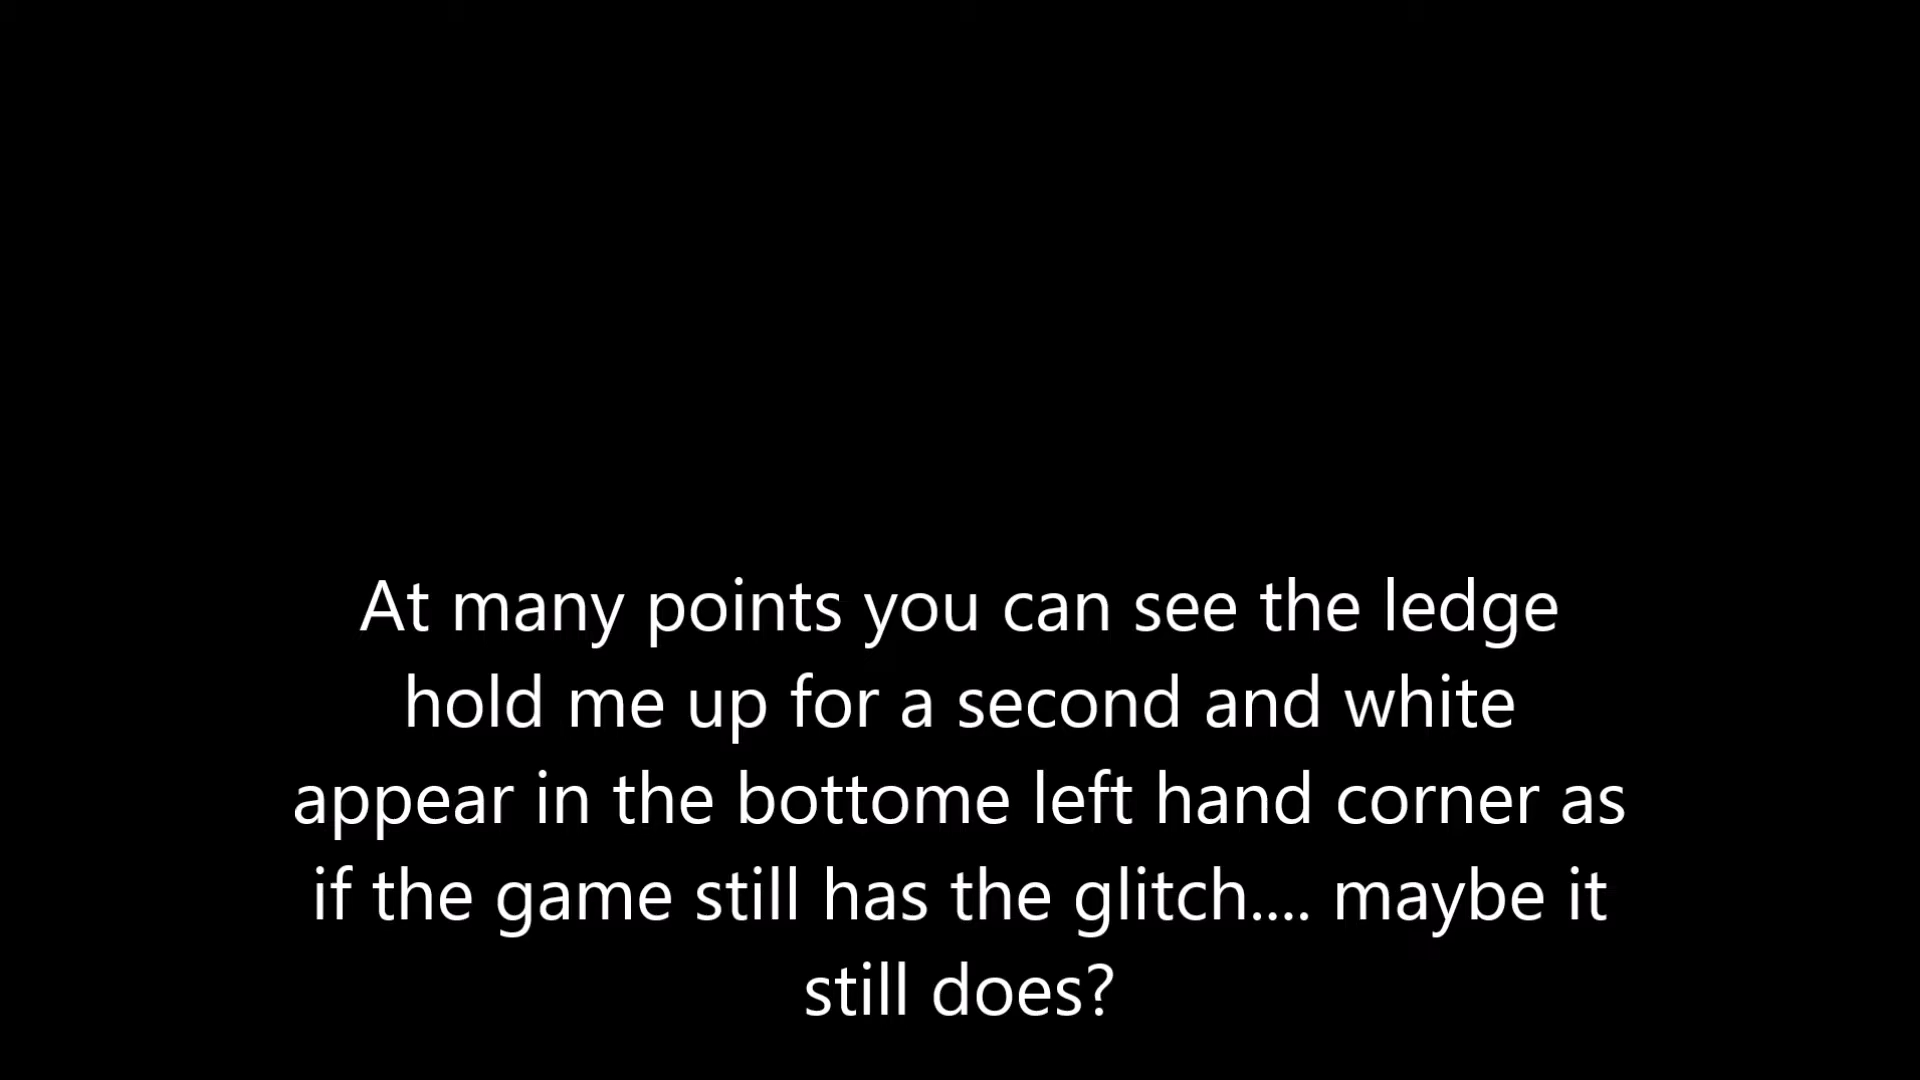 At many points you can see the ledge
hold me up for a second and white
appear in the bottome left hand corner as
if the game still has the glitch.... maybe it
still does?